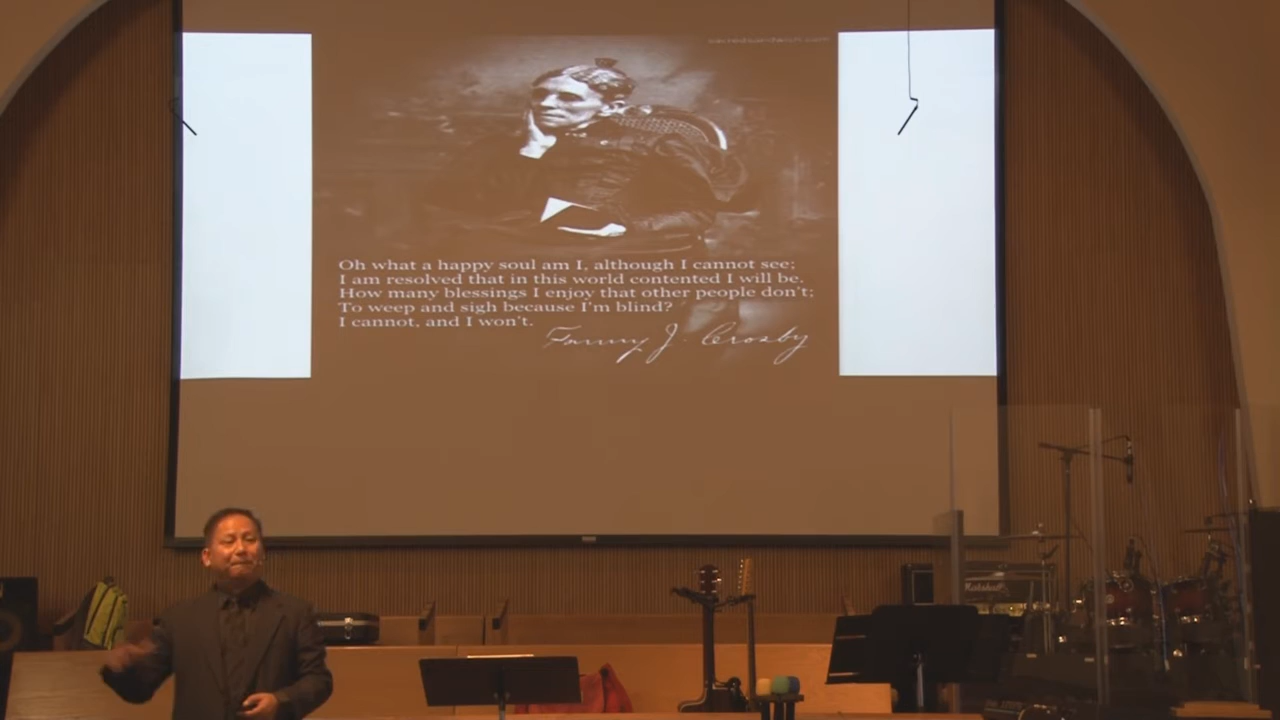 Oh what a happy soul am I, although I cannot see;
I am resolved that in this world contented I will be.
How many blessings I enjoy that other people don't;
To weep and sigh because I'm blind?
I cannot, and I won't.
Fanny J. Crosby
Marshall